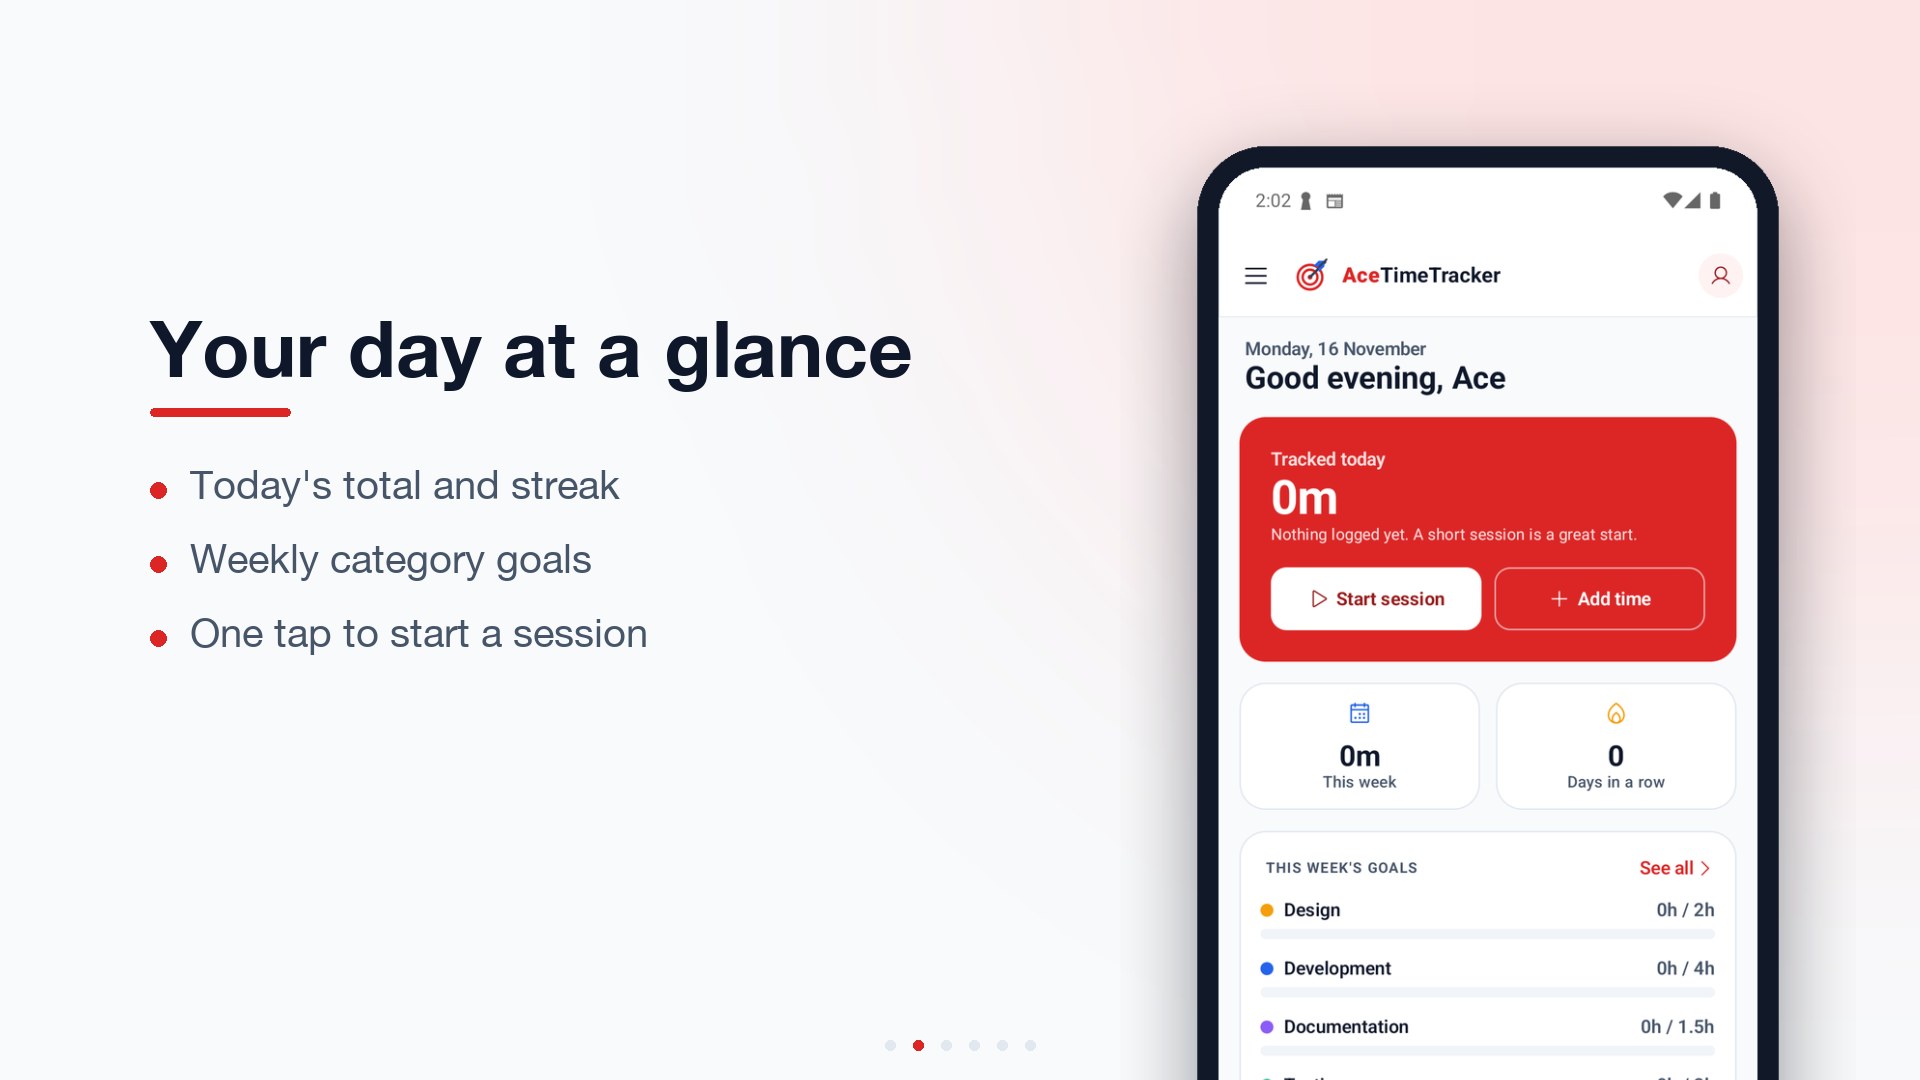 Your day at a glance
Today's total and streak
Weekly category goals
One tap to start a session
2:02
AceTimeTracker
Monday, 16 November
Good evening, Ace
Tracked today
0m
Nothing logged yet. A short session is a great start.
Start session
Add time
0m
This week
0
Days in a row
THIS WEEK'S GOALS
See all
Design
0h / 2h
Development
0h / 4h
Documentation
0h / 1.5h